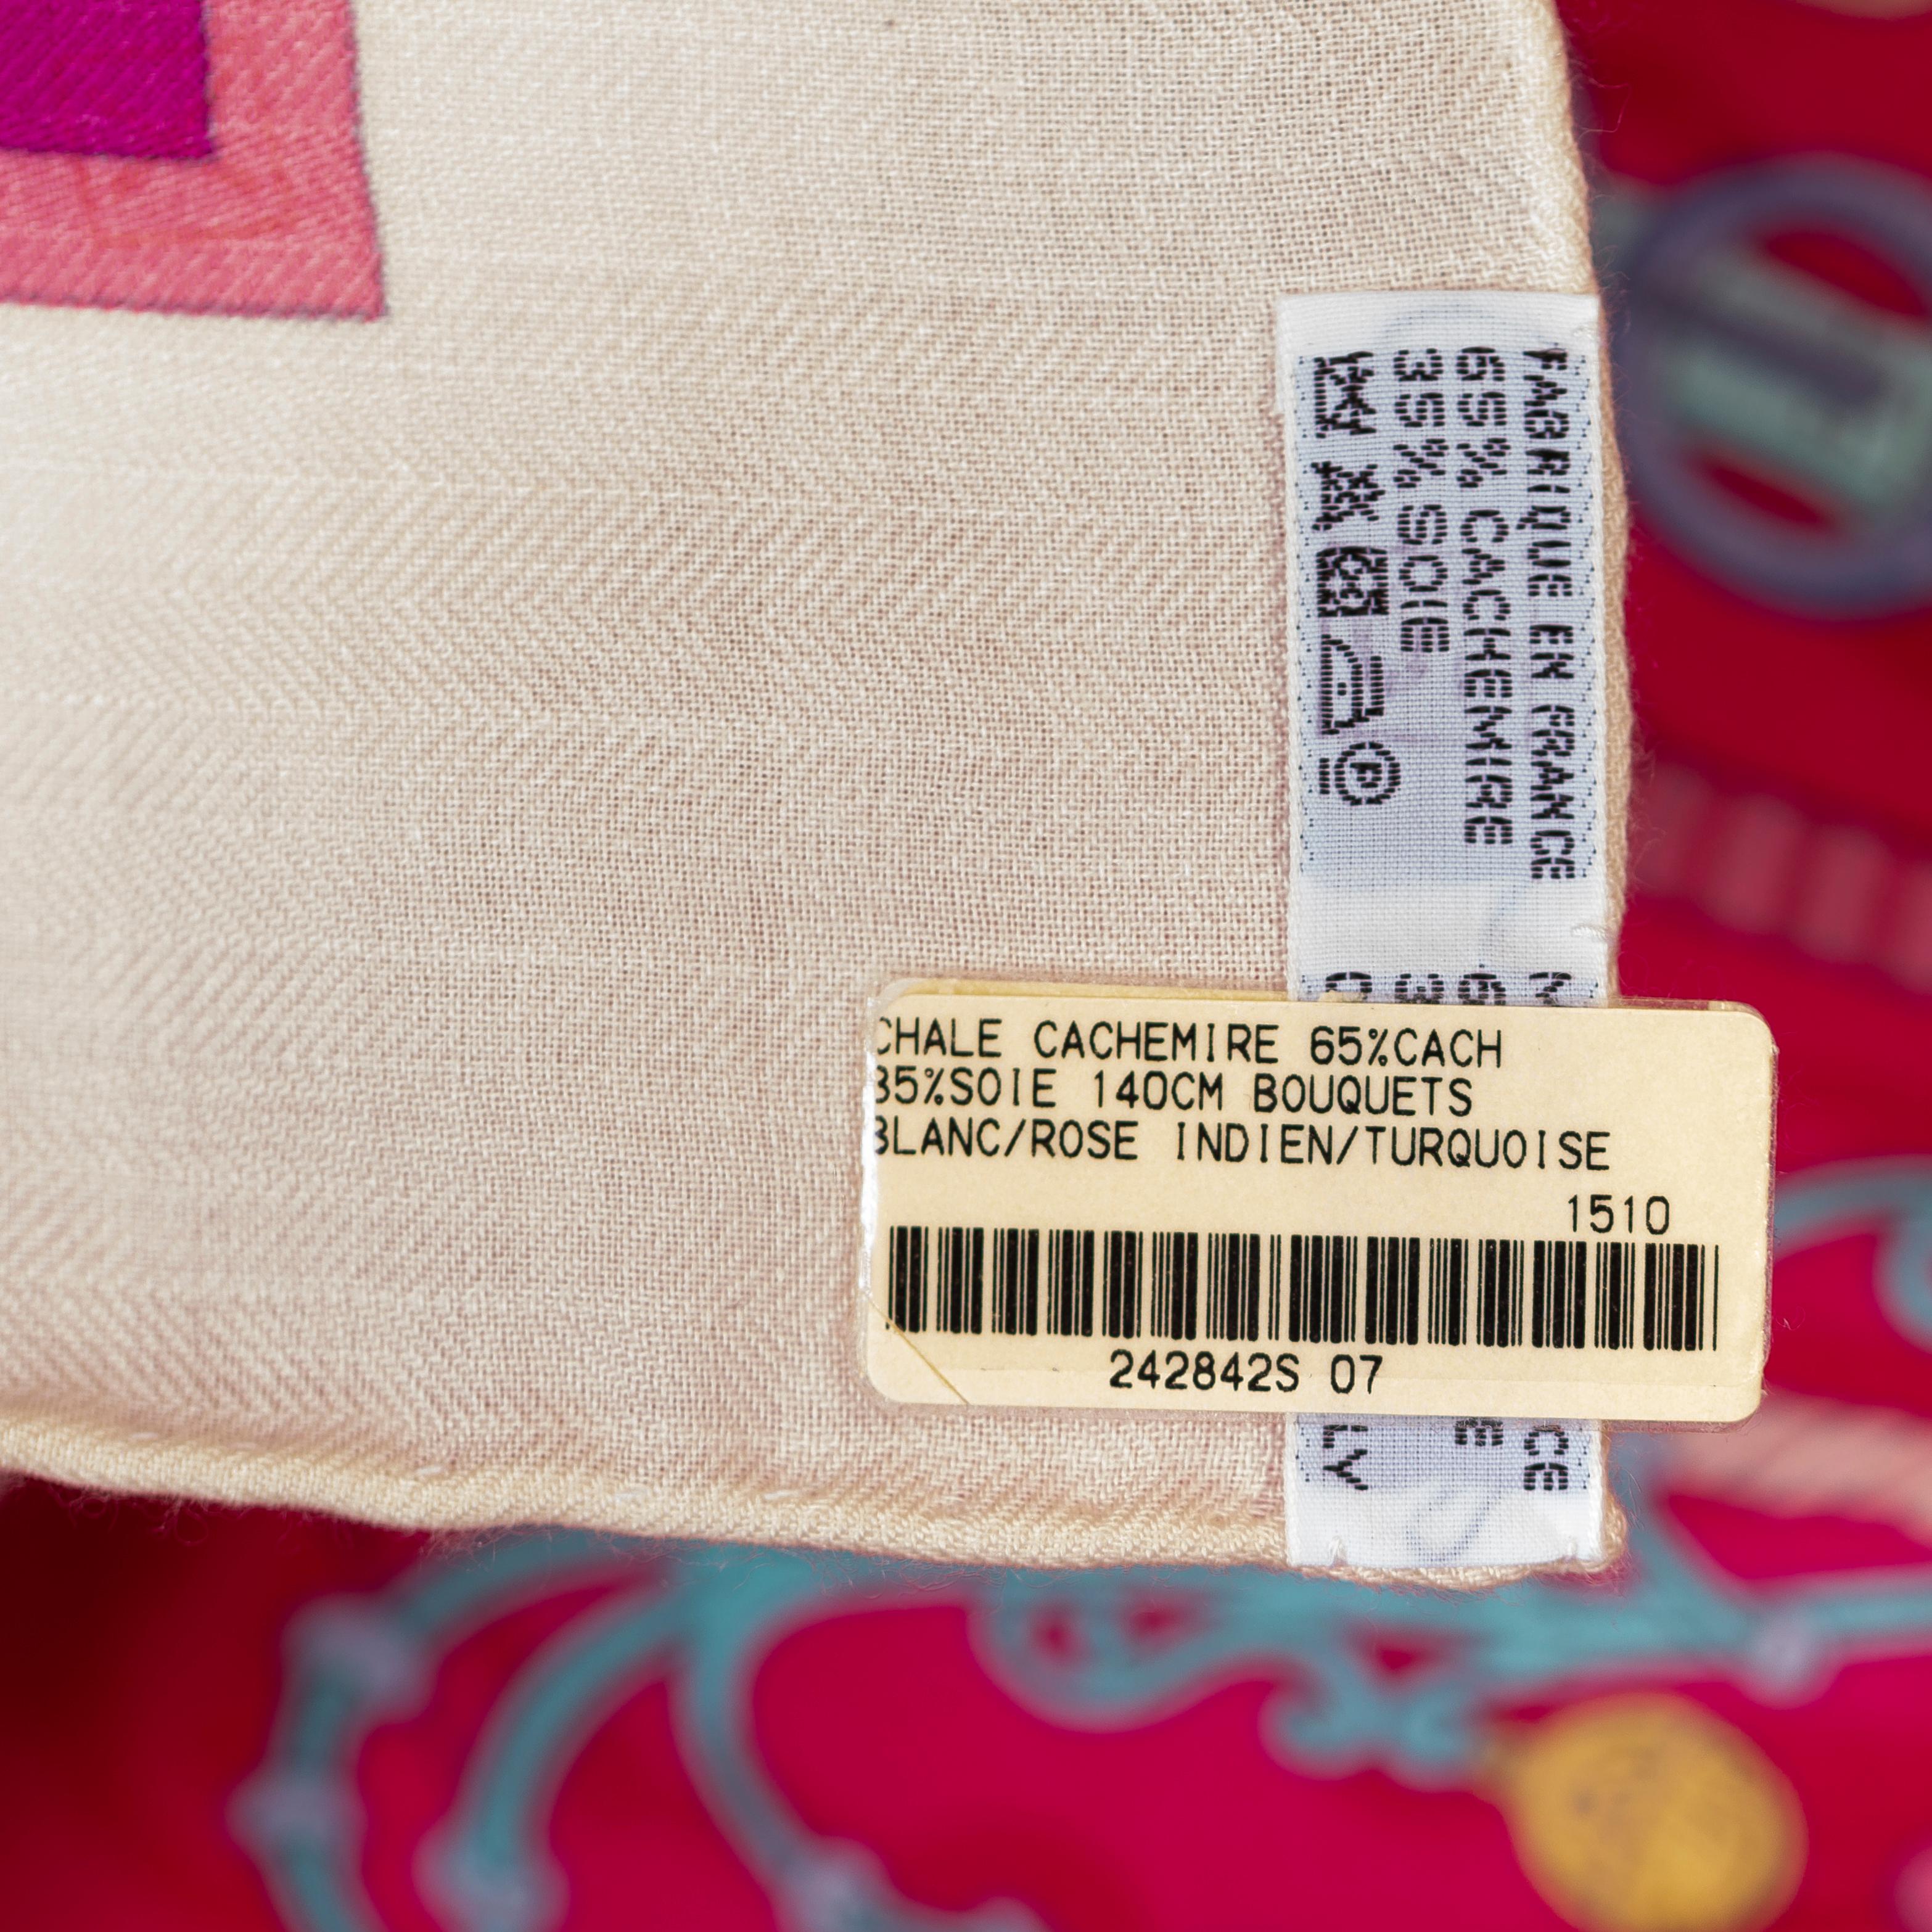 FABRIQUE EN FRANCE
65% CACHEMIRE
35% SOIE
P
CHALE CACHEMIRE 65%CACH
35%SOIE 140CM BOUQUETS
BLANC/ROSE INDIEN/TURQUOISE
1510
242842S 07